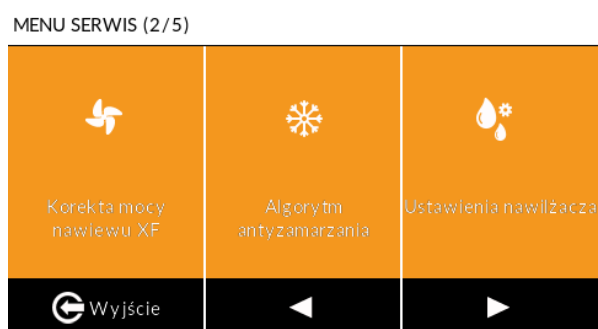 MENU SERWIS (2/5)
Korekta mocy
nawiewu XF
Algorytm
antyzamarzania
Ustawienia nawilżacza
Wyjście